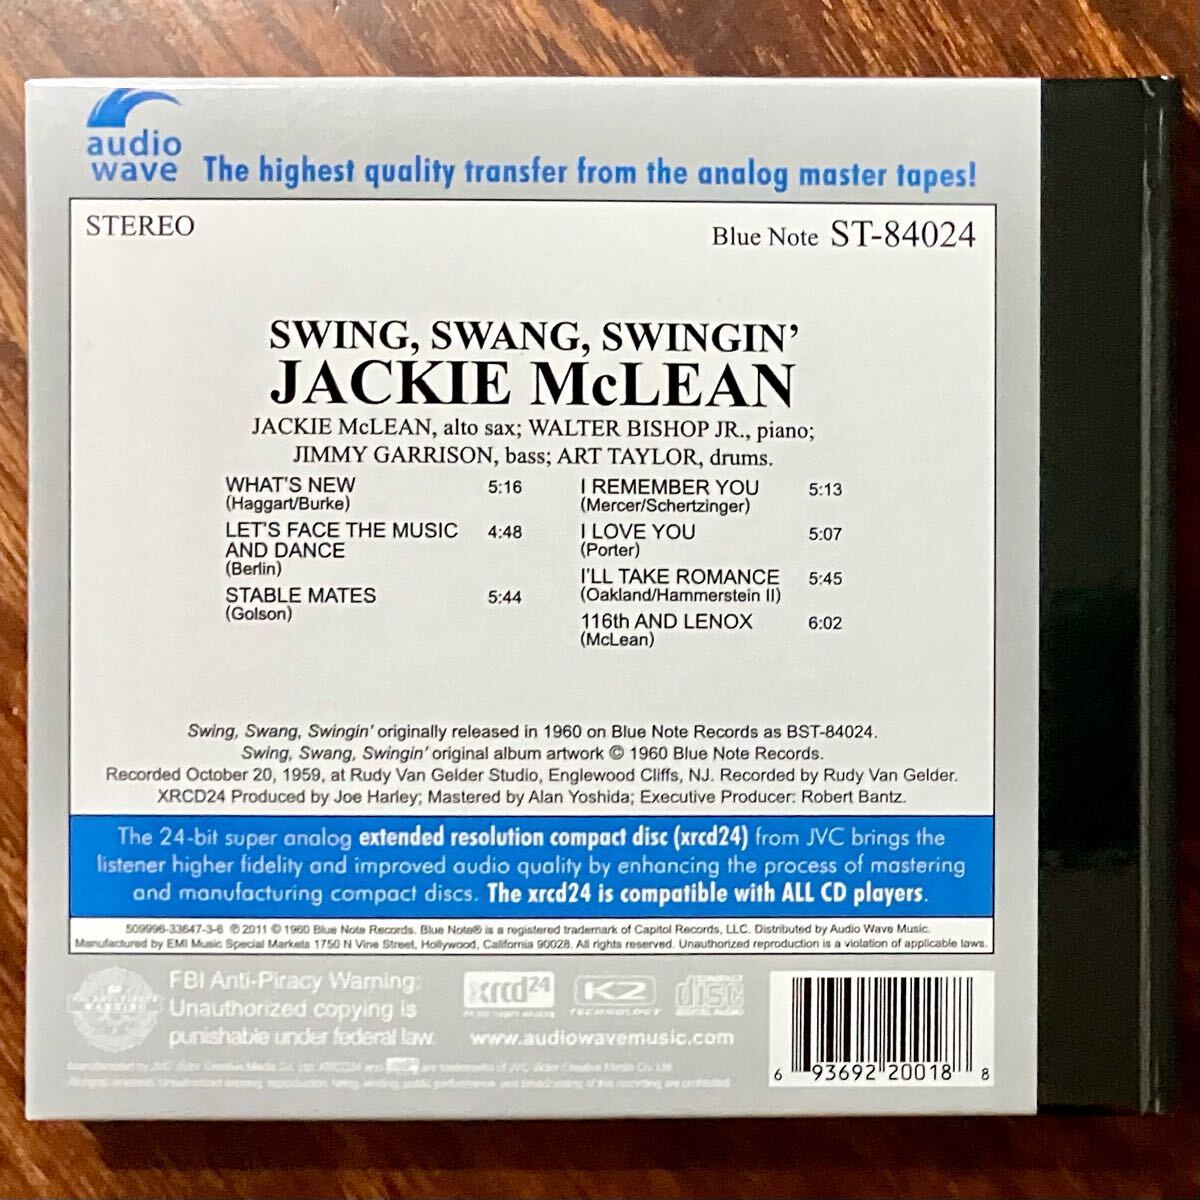 audio
wave
The highest quality transfer from the analog master tapes!
STEREO
Blue Note ST-84024
SWING, SWANG, SWINGIN'
JACKIE McLEAN
JACKIE McLEAN, alto sax; WALTER BISHOP JR., piano;
JIMMY GARRISON, bass; ART TAYLOR, drums.
WHAT'S NEW 5:16
(Haggart/Burke)
LET'S FACE THE MUSIC 4:48
AND DANCE
(Berlin)
STABLE MATES 5:44
(Golson)
I REMEMBER YOU 5:13
(Mercer/Schertzinger)
I LOVE YOU 5:07
(Porter)
I'LL TAKE ROMANCE 5:45
(Oakland/Hammerstein II)
116th AND LENOX 6:02
(McLean)
Swing, Swang, Swingin' originally released in 1960 on Blue Note Records as BST-84024.
Swing, Swang, Swingin' original album artwork © 1960 Blue Note Records.
Recorded October 20, 1959, at Rudy Van Gelder Studio, Englewood Cliffs, NJ. Recorded by Rudy Van Gelder.
XRCD24 Produced by Joe Harley; Mastered by Alan Yoshida; Executive Producer: Robert Bantz.
The 24-bit super analog extended resolution compact disc (xrcd24) from JVC brings the
listener higher fidelity and improved audio quality by enhancing the process of mastering
and manufacturing compact discs. The xrcd24 is compatible with ALL CD players.
509996-33647-3-6 ℗ 2011 © 1960 Blue Note Records. Blue Note® is a registered trademark of Capitol Records, LLC. Distributed by Audio Wave Music.
Manufactured by EMI Music Special Markets 1750 N Vine Street, Hollywood, California 90028. All rights reserved. Unauthorized reproduction is a violation of applicable laws.
FBI Anti-Piracy Warning:
Unauthorized copying is
punishable under federal law.
xrcd24
K2
TECHNOLOGY
COMPACT
disc
DIGITAL AUDIO
www.audiowavemusic.com
6 93692 20018 8